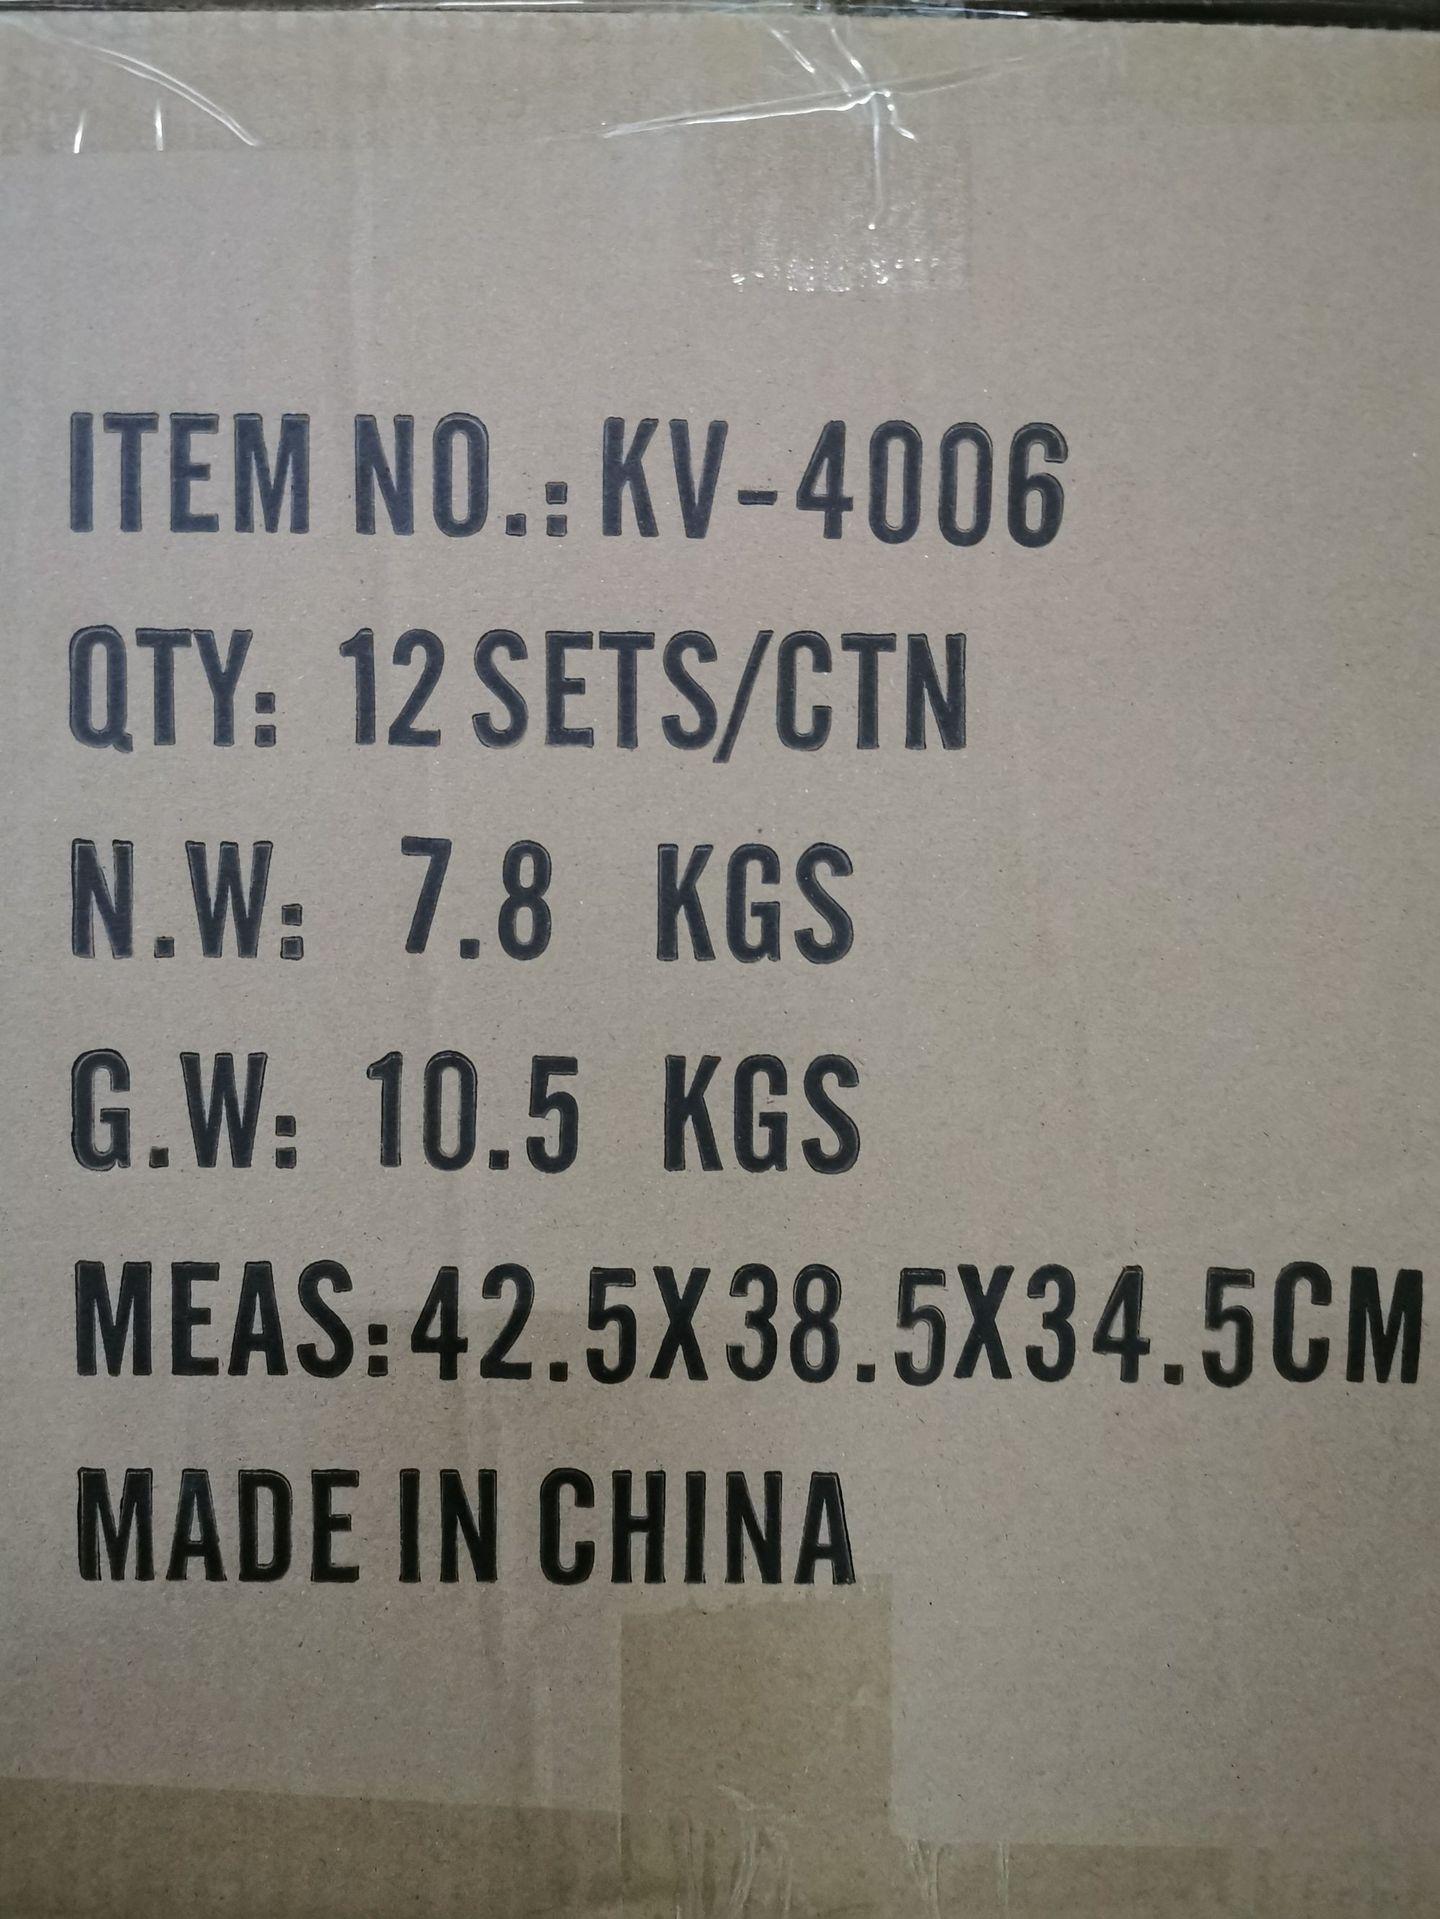 ITEM NO.: KV-4006
QTY: 12 SETS/CTN
N.W: 7.8 KGS
G.W: 10.5 KGS
MEAS:42.5X38.5X34.5CM
MADE IN CHINA